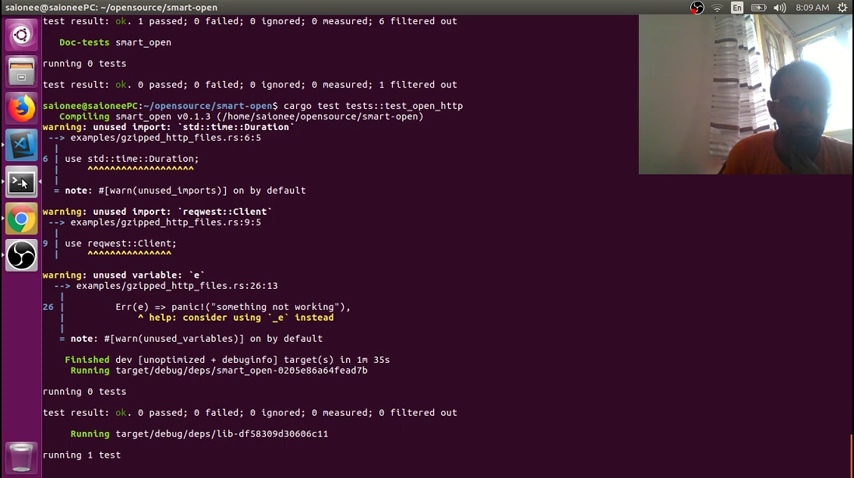 saionee@saioneePC: ~/opensource/smart-open
En
8:09 AM
test result: ok. 1 passed; 0 failed; 0 ignored; 0 measured; 6 filtered out
Doc-tests smart_open
running 0 tests
test result: ok. 0 passed; 0 failed; 0 ignored; 0 measured; 1 filtered out
saionee@saioneePC:~/opensource/smart-open$ cargo test tests::test_open_http
Compiling smart_open v0.1.3 (/home/saionee/opensource/smart-open)
warning: unused import: `std::time::Duration`
--> examples/gzipped_http_files.rs:6:5
|
6 | use std::time::Duration;
| ^^^^^^^^^^^^^^^^^^^
|
= note: #[warn(unused_imports)] on by default
warning: unused import: `reqwest::Client`
--> examples/gzipped_http_files.rs:9:5
|
9 | use reqwest::Client;
| ^^^^^^^^^^^^^^^
warning: unused variable: `e`
--> examples/gzipped_http_files.rs:26:13
|
26 | Err(e) => panic!("something not working"),
| ^ help: consider using `_e` instead
|
= note: #[warn(unused_variables)] on by default
Finished dev [unoptimized + debuginfo] target(s) in 1m 35s
Running target/debug/deps/smart_open-0205e86a64fead7b
running 0 tests
test result: ok. 0 passed; 0 failed; 0 ignored; 0 measured; 0 filtered out
Running target/debug/deps/lib-df58309d30606c11
running 1 test